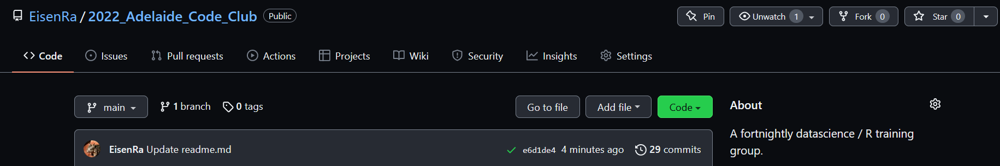 EisenRa / 2022_Adelaide_Code_Club Public Pin Unwatch 1 Fork 0 Star 0
Code Issues Pull requests Actions Projects Wiki Security Insights Settings
main 1 branch 0 tags Go to file Add file Code
About
A fortnightly datascience / R training
group.
EisenRa Update readme.md e6d1de4 4 minutes ago 29 commits